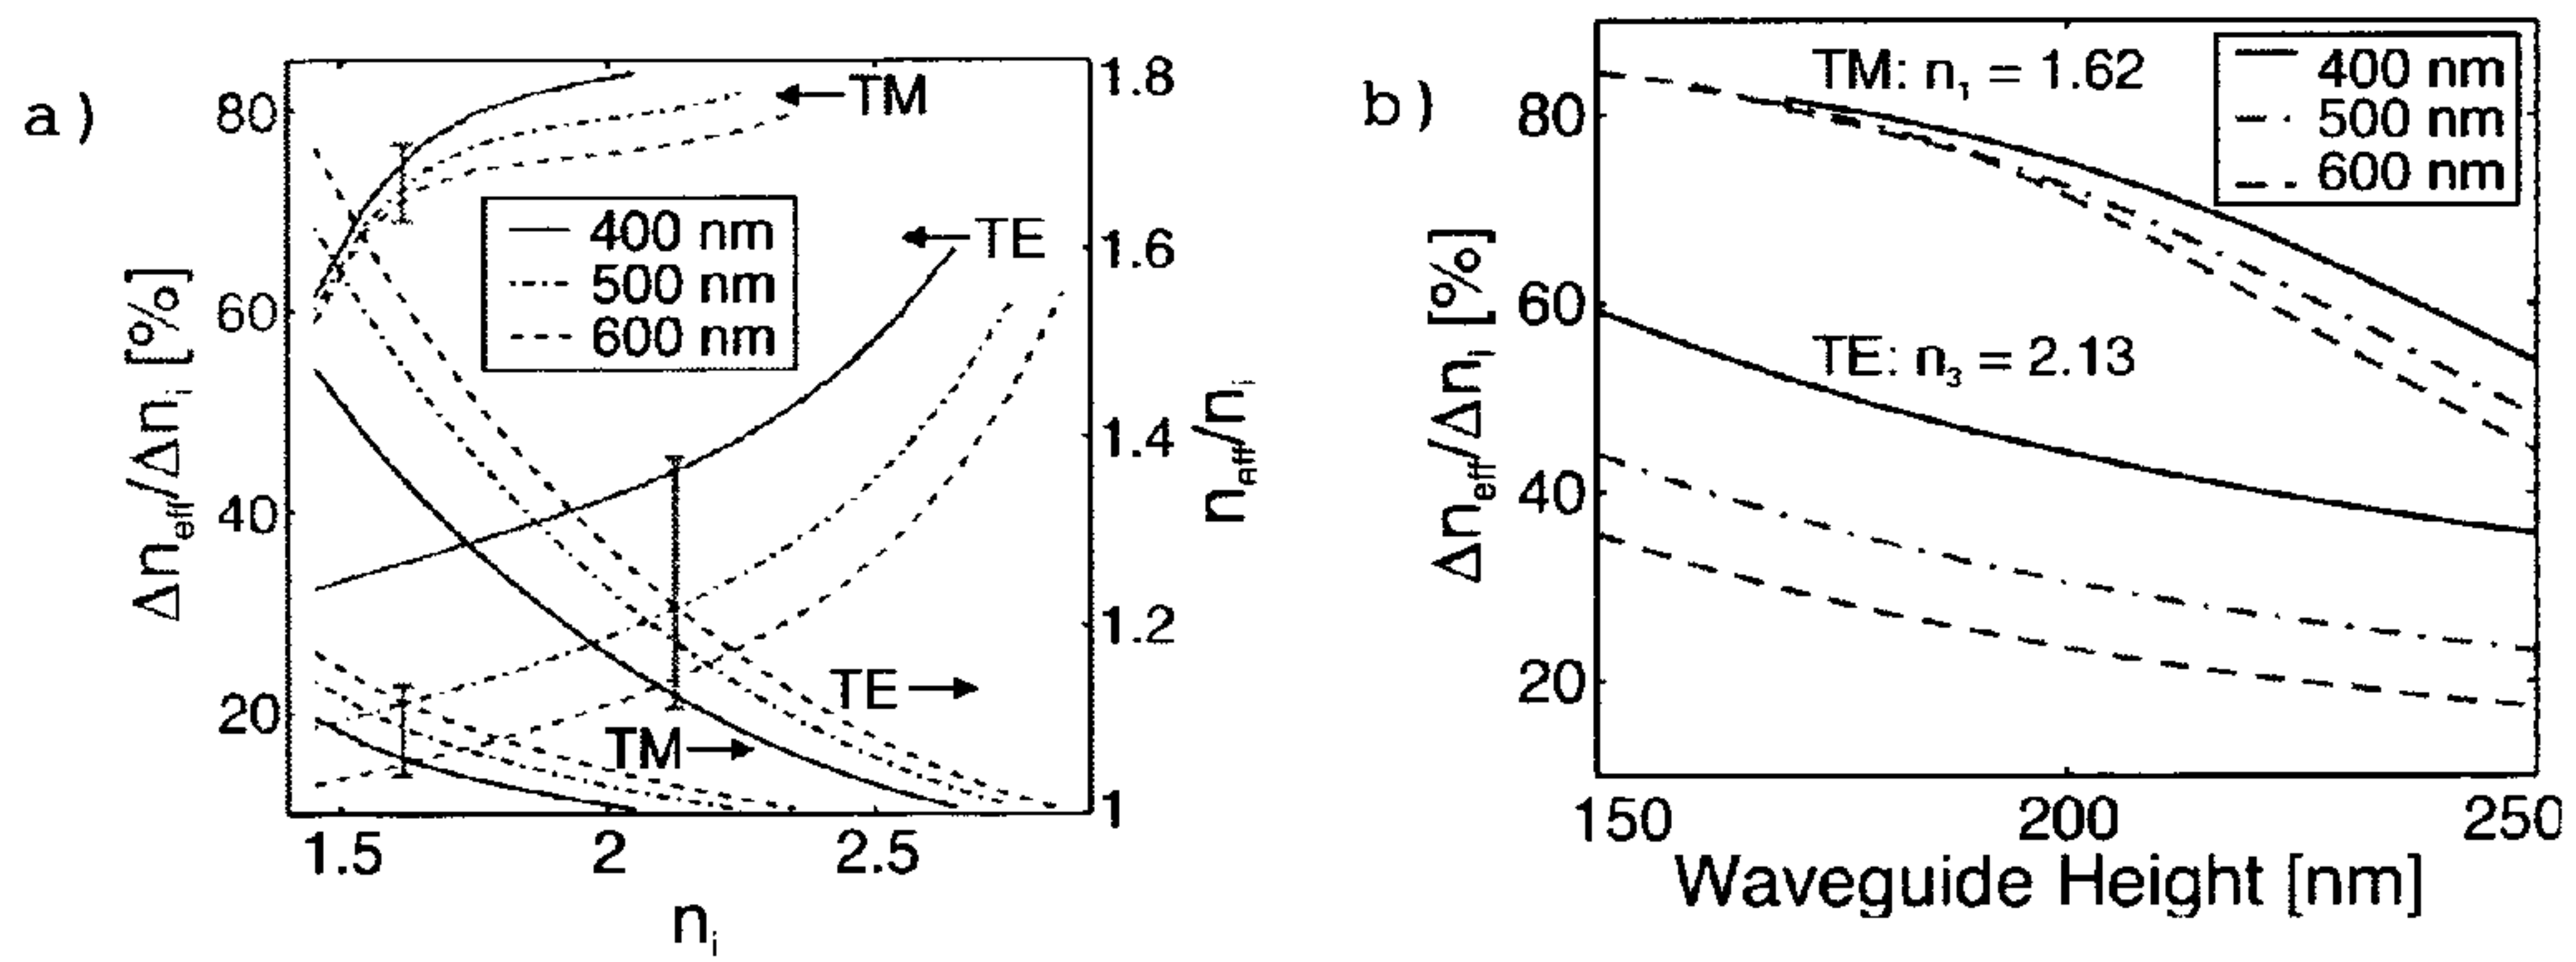 a)
80
60
40
20
Δn_eff/Δn_i [%]
TM
TE
400 nm
500 nm
600 nm
TE
TM
1.8
1.6
1.4
1.2
1
n_eff/n_i
1.5 2 2.5
n_i
b)
80
60
40
20
Δn_eff/Δn_i [%]
TM: n_1 = 1.62
400 nm
500 nm
600 nm
TE: n_3 = 2.13
150 200 250
Waveguide Height [nm]